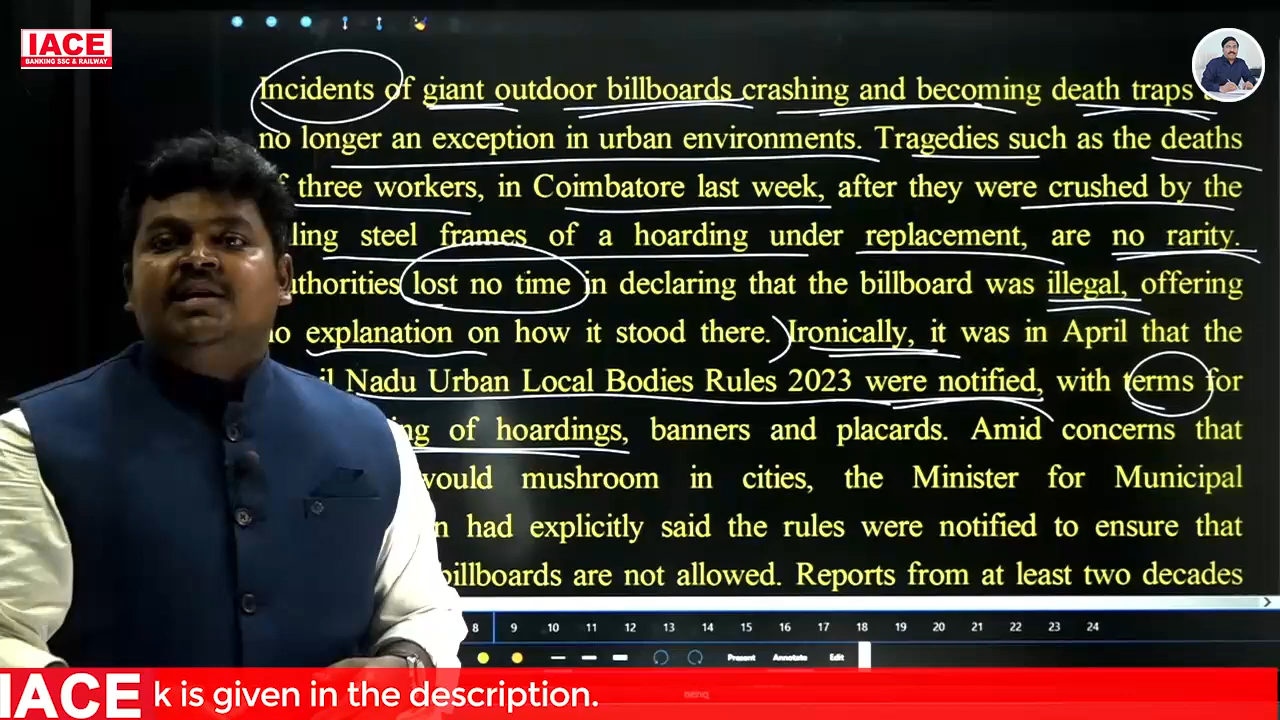 IACE
BANKING SSC & RAILWAY
Incidents of giant outdoor billboards crashing and becoming death traps
no longer an exception in urban environments. Tragedies such as the deaths
three workers, in Coimbatore last week, after they were crushed by the
ling steel frames of a hoarding under replacement, are no rarity.
uthorities lost no time in declaring that the billboard was illegal, offering
no explanation on how it stood there. Ironically, it was in April that the
il Nadu Urban Local Bodies Rules 2023 were notified, with terms for
ng of hoardings, banners and placards. Amid concerns that
would mushroom in cities, the Minister for Municipal
n had explicitly said the rules were notified to ensure that
billboards are not allowed. Reports from at least two decades
8 9 10 11 12 13 14 15 16 17 18 19 20 21 22 23 24
Present Annotate Edit
BENQ
IACE k is given in the description.